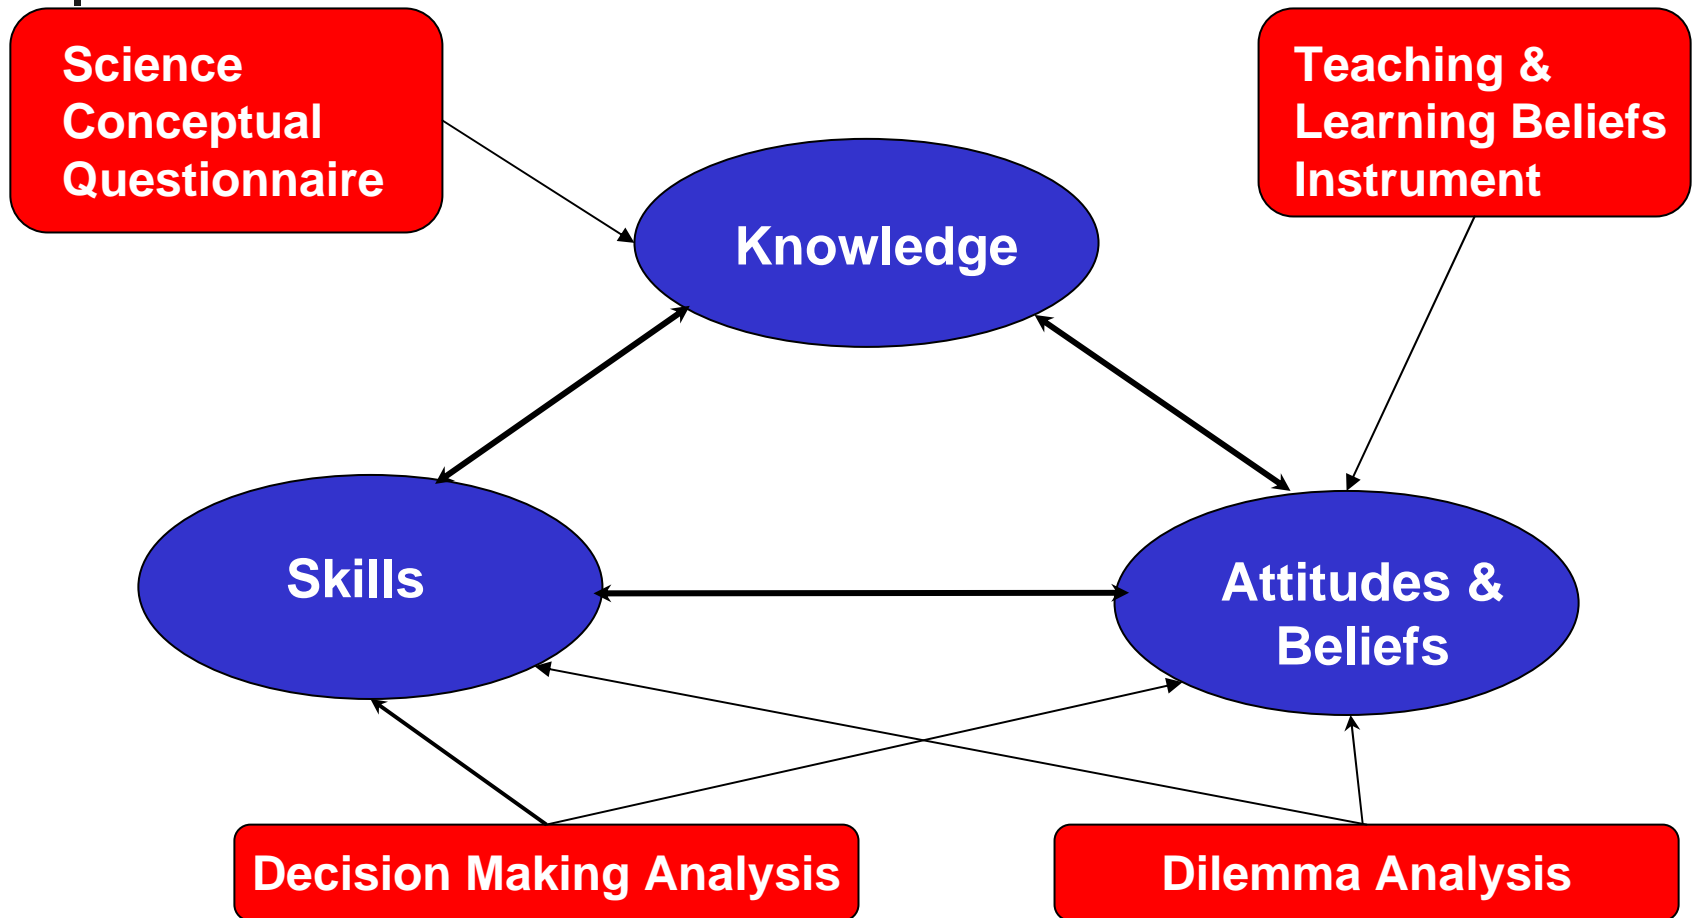 Science
Conceptual
Questionnaire
Teaching &
Learning Beliefs
Instrument
Knowledge
Skills
Attitudes &
Beliefs
Decision Making Analysis
Dilemma Analysis